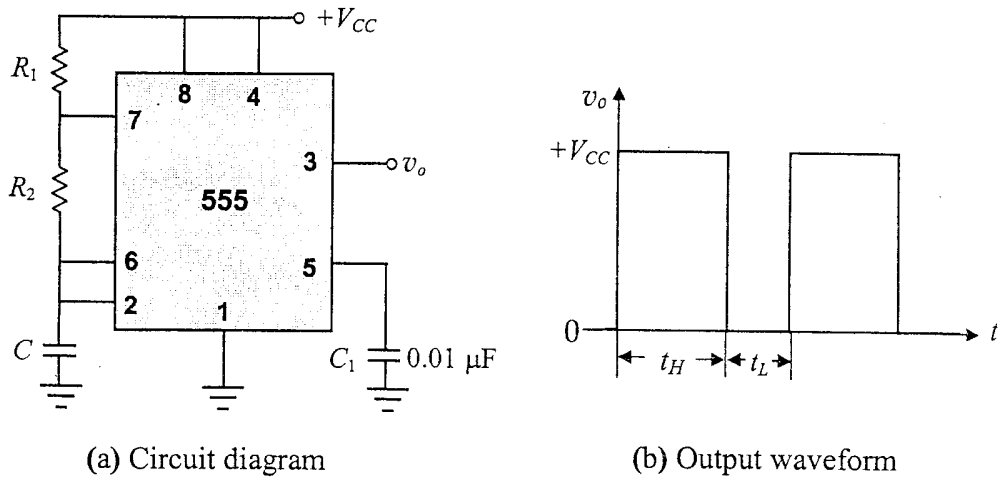 +V_CC
R_1
8 4
7
v_o
+V_CC
3 v_o
R_2
555
6
5
2
1
0 t
C
C_1 0.01 µF
t_H t_L
(a) Circuit diagram
(b) Output waveform